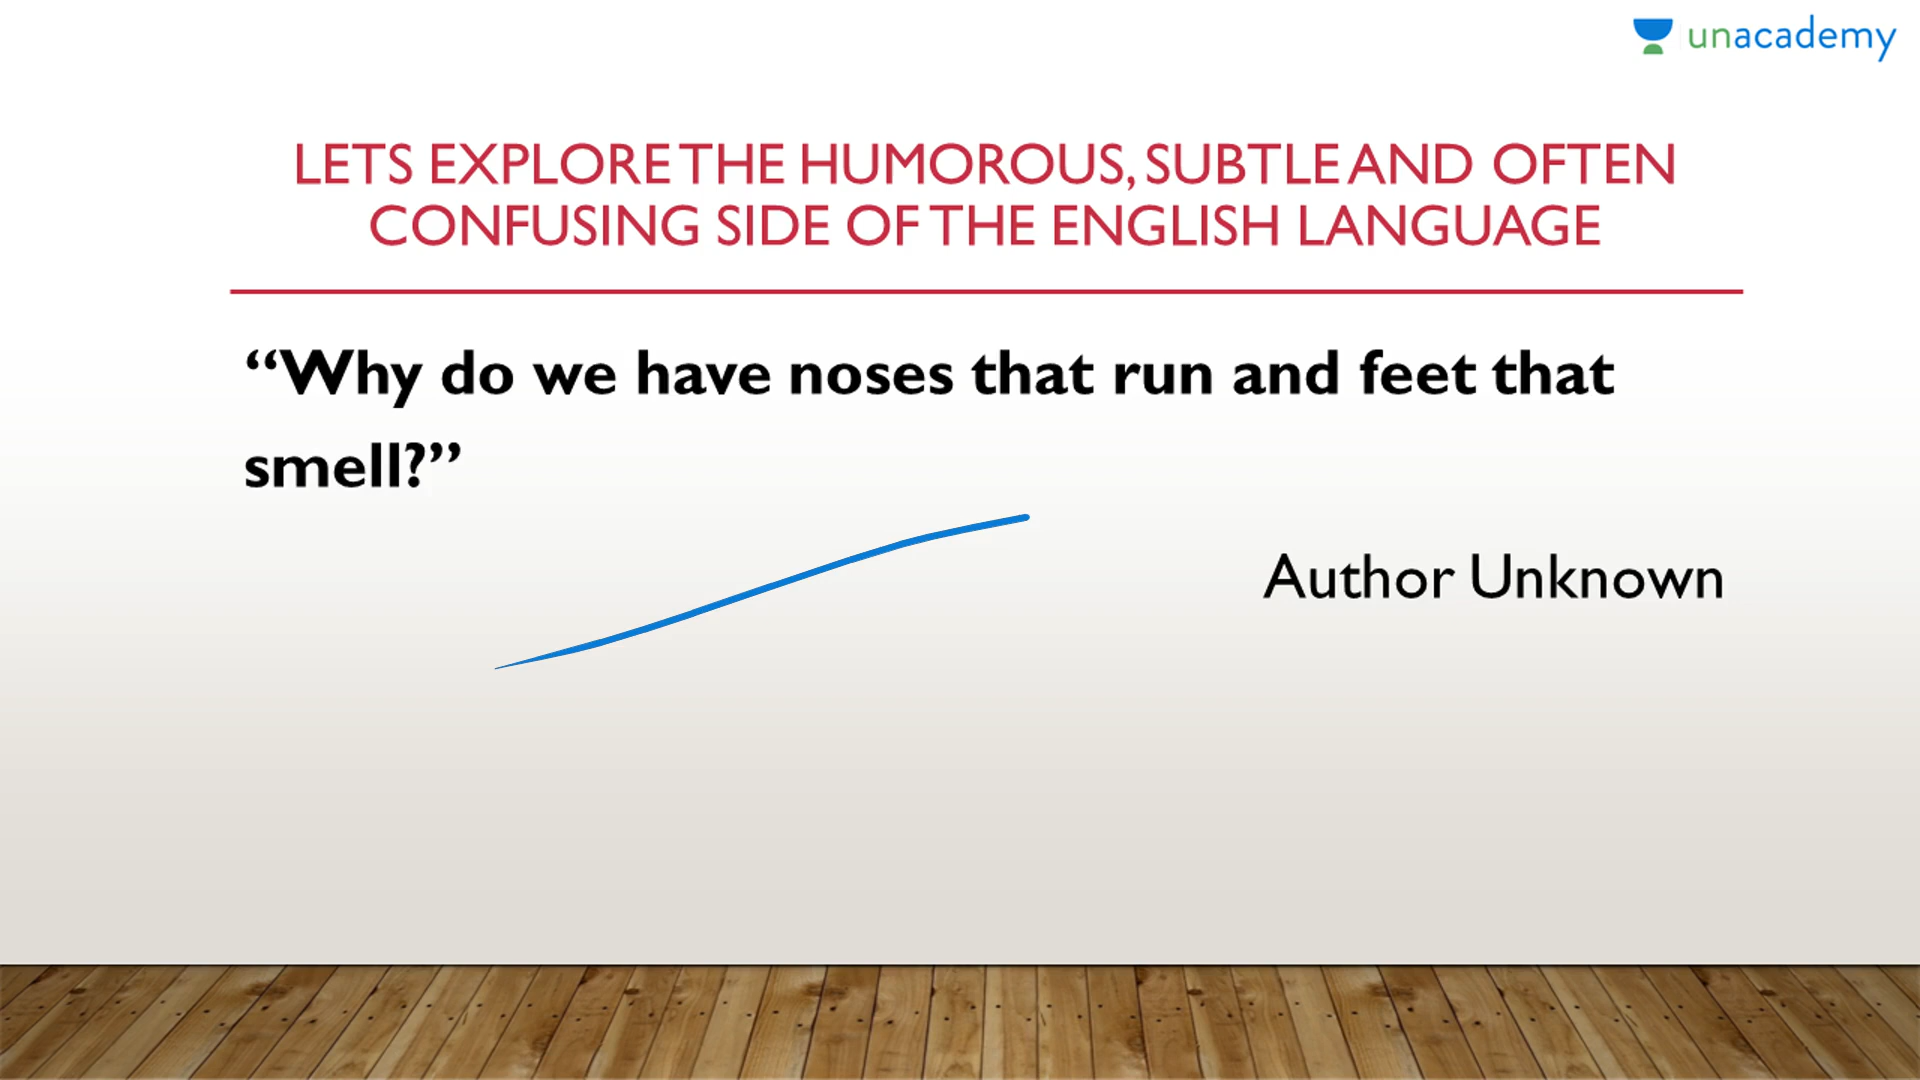 unacademy
LETS EXPLORE THE HUMOROUS, SUBTLE AND OFTEN
CONFUSING SIDE OF THE ENGLISH LANGUAGE
“Why do we have noses that run and feet that
smell?”
Author Unknown